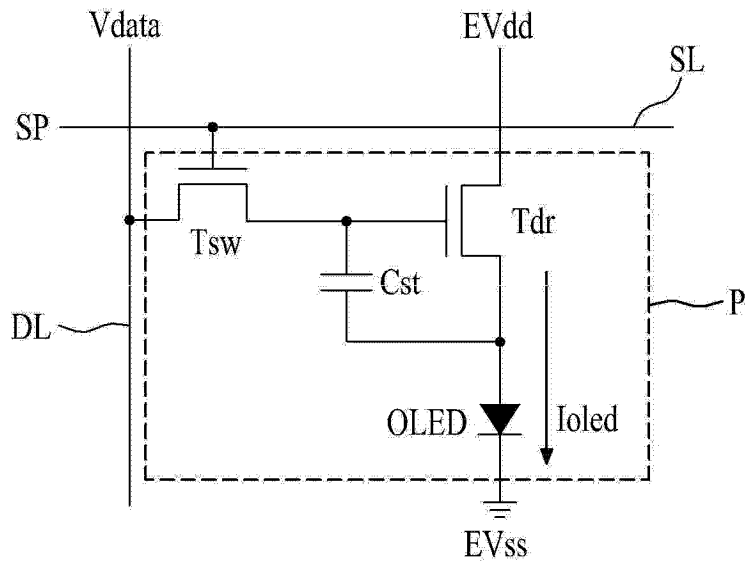 Vdata
EVdd
SL
SP
Tsw
Tdr
Cst
P
DL
OLED
Ioled
EVss